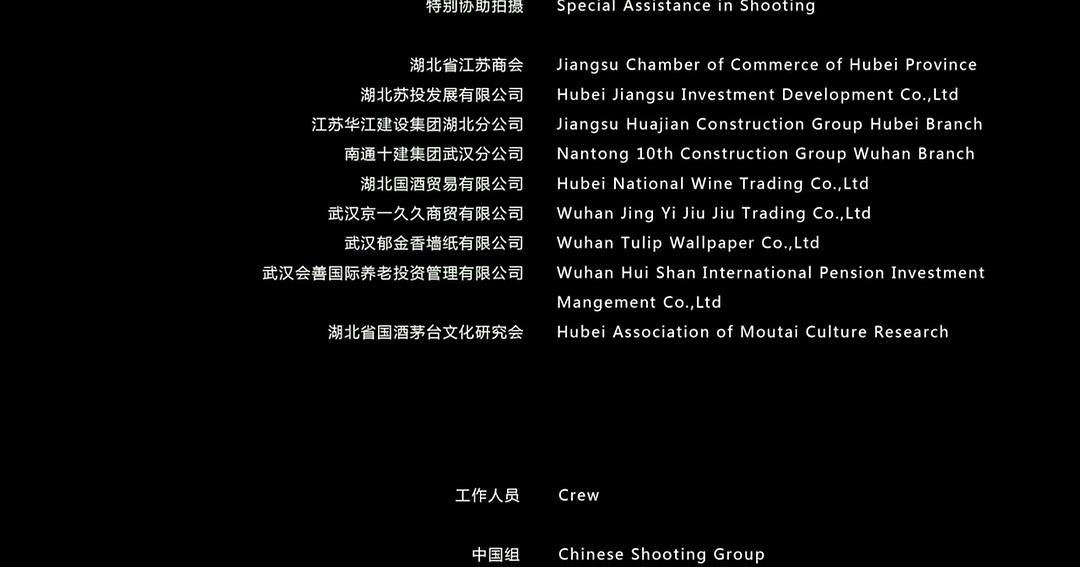 特别协助拍摄 Special Assistance in Shooting
湖北省江苏商会 Jiangsu Chamber of Commerce of Hubei Province
湖北苏投发展有限公司 Hubei Jiangsu Investment Development Co.,Ltd
江苏华江建设集团湖北分公司 Jiangsu Huajian Construction Group Hubei Branch
南通十建集团武汉分公司 Nantong 10th Construction Group Wuhan Branch
湖北国酒贸易有限公司 Hubei National Wine Trading Co.,Ltd
武汉京一久久商贸有限公司 Wuhan Jing Yi Jiu Jiu Trading Co.,Ltd
武汉郁金香墙纸有限公司 Wuhan Tulip Wallpaper Co.,Ltd
武汉会善国际养老投资管理有限公司 Wuhan Hui Shan International Pension Investment
Mangement Co.,Ltd
湖北省国酒茅台文化研究会 Hubei Association of Moutai Culture Research
工作人员 Crew
中国组 Chinese Shooting Group